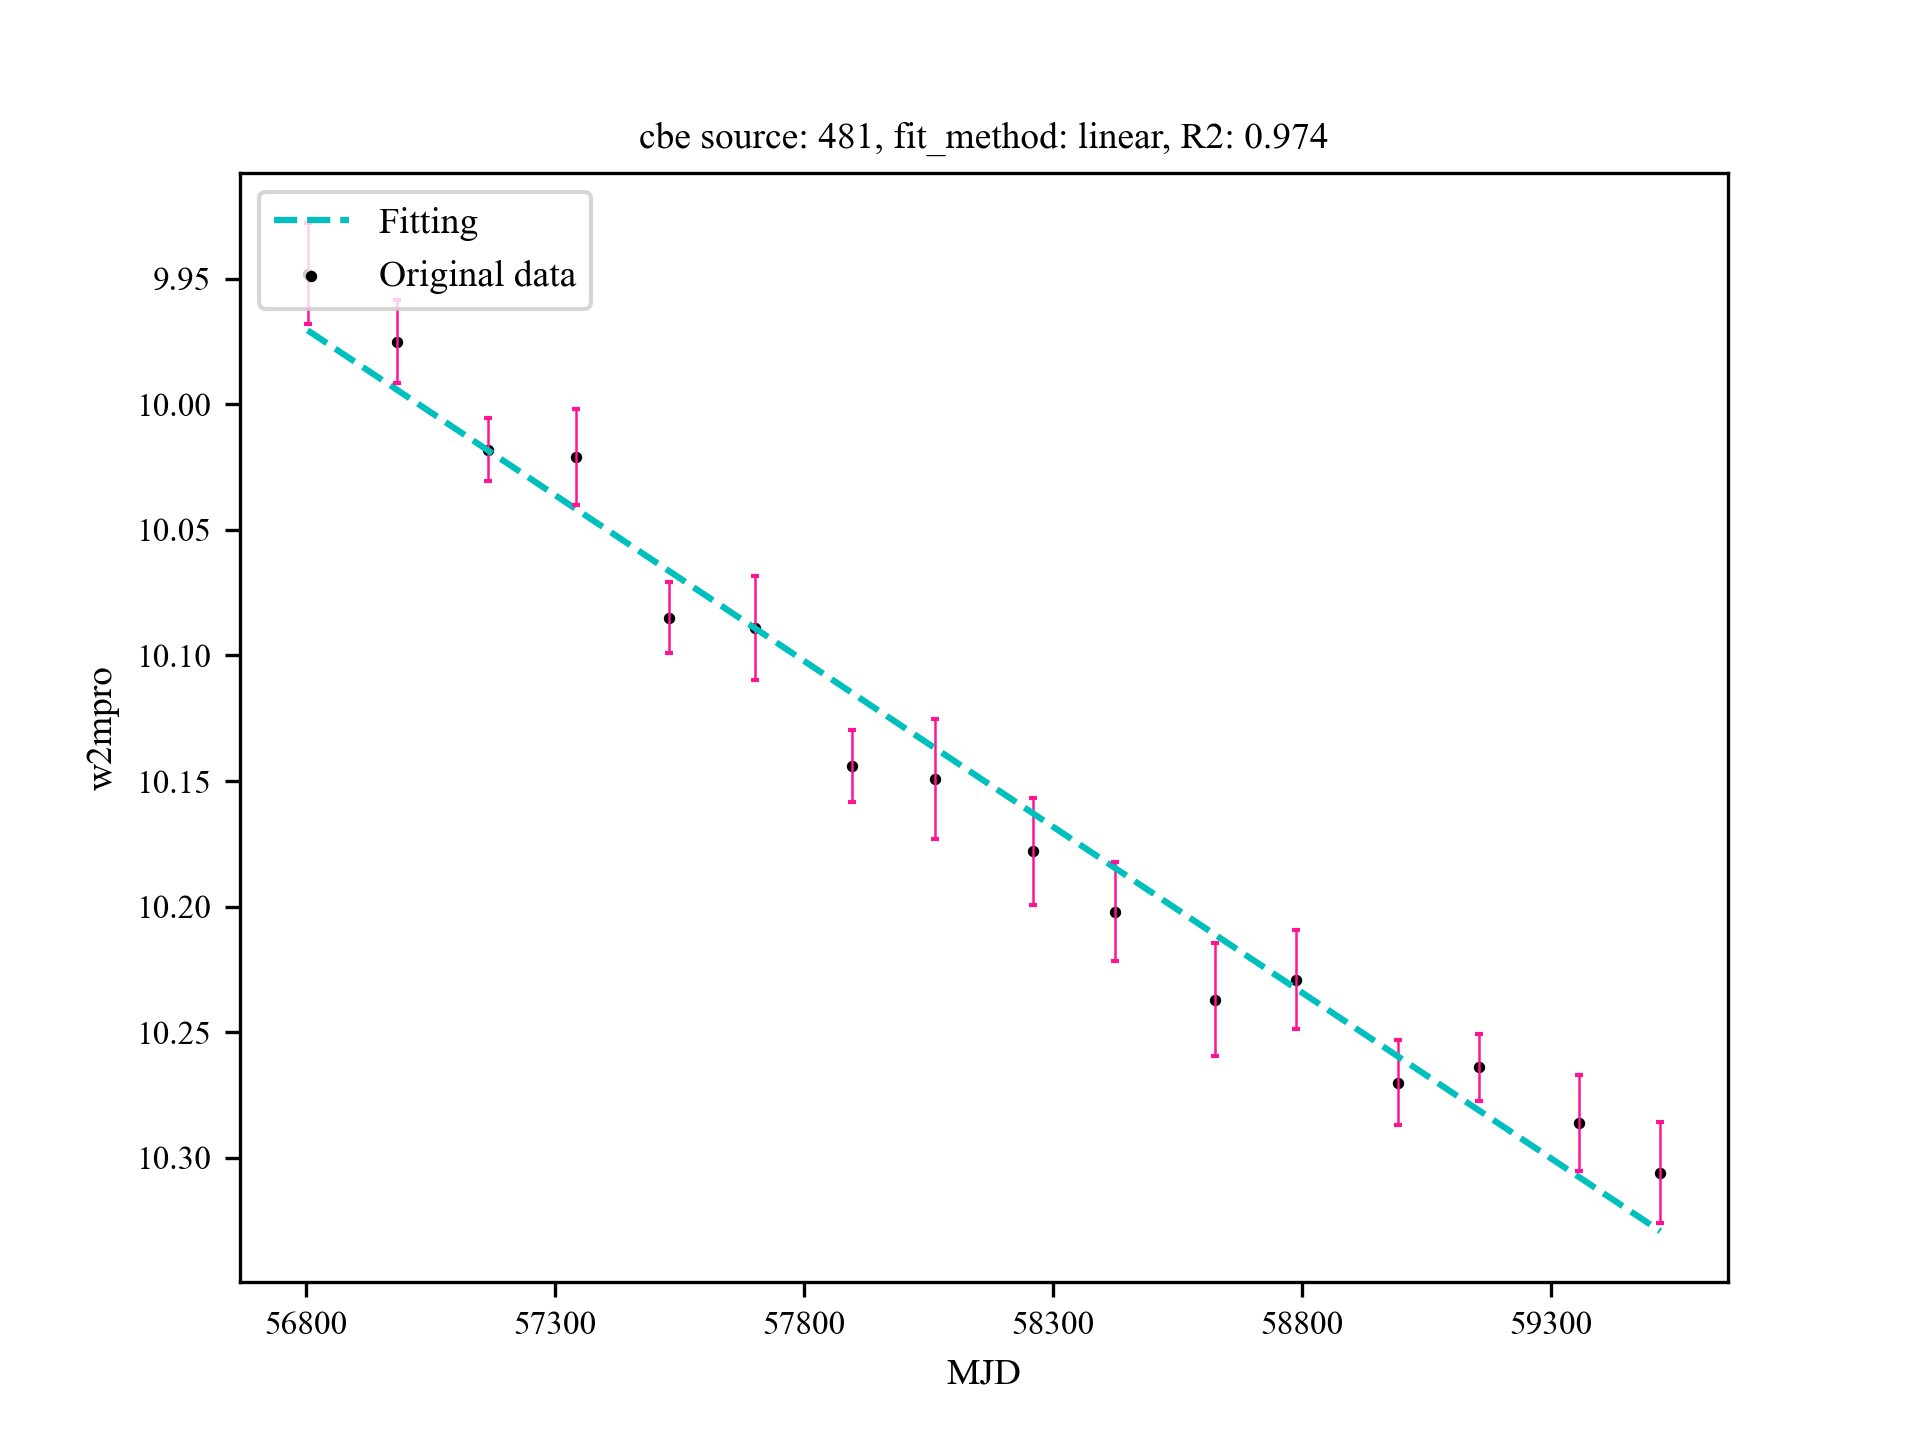 cbe source: 481, fit_method: linear, R2: 0.974
Fitting
Original data
9.95
10.00
10.05
10.10
10.15
10.20
10.25
10.30
w2mpro
56800 57300 57800 58300 58800 59300
MJD